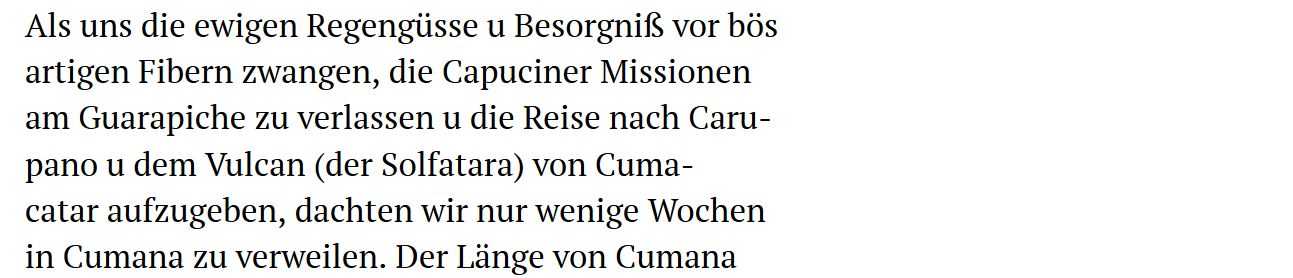 Als uns die ewigen Regengüsse u Besorgniß vor bös
artigen Fibern zwangen, die Capuciner Missionen
am Guarapiche zu verlassen u die Reise nach Caru-
pano u dem Vulcan (der Solfatara) von Cuma-
catar aufzugeben, dachten wir nur wenige Wochen
in Cumana zu verweilen. Der Länge von Cumana